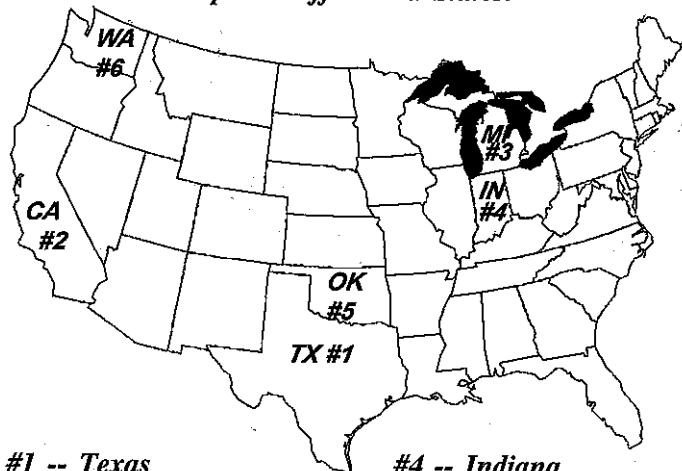 WA
#6
MI
#3
IN
#4
CA
#2
OK
#5
TX #1
#1 -- Texas
#4 -- Indiana